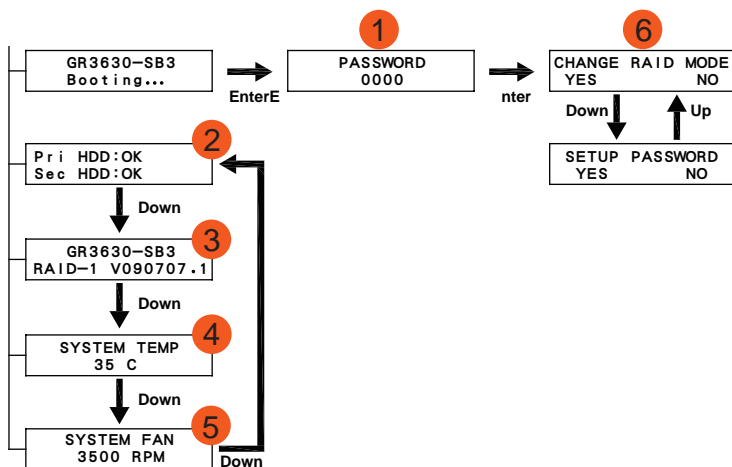 1
6
GR3630-SB3
Booting...
EnterE
PASSWORD
0000
nter
CHANGE RAID MODE
YES NO
Down
Up
SETUP PASSWORD
YES NO
2
Pri HDD:OK
Sec HDD:OK
Down
3
GR3630-SB3
RAID-1 V090707.1
Down
4
SYSTEM TEMP
35 C
Down
5
SYSTEM FAN
3500 RPM
Down